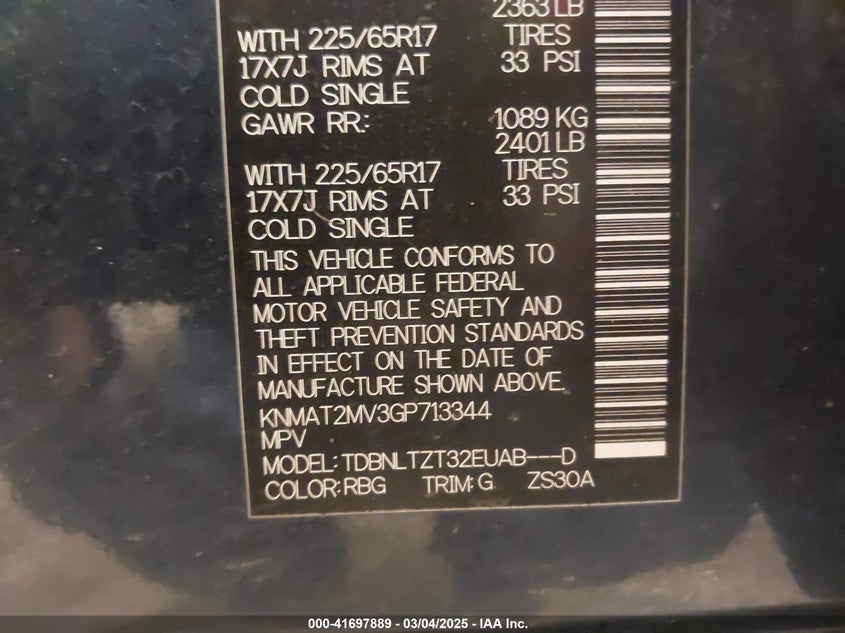 2363 LB
WITH 225/65R17 TIRES
17X7J RIMS AT 33 PSI
COLD SINGLE
GAWR RR: 1089 KG
2401 LB
WITH 225/65R17 TIRES
17X7J RIMS AT 33 PSI
COLD SINGLE
THIS VEHICLE CONFORMS TO
ALL APPLICABLE FEDERAL
MOTOR VEHICLE SAFETY AND
THEFT PREVENTION STANDARDS
IN EFFECT ON THE DATE OF
MANUFACTURE SHOWN ABOVE.
KNMAT2MV3GP713344
MPV
MODEL: TDBNLTZT32EUAB---D
COLOR: RBG TRIM: G ZS30A
000-41697889 - 03/04/2025 - IAA Inc.